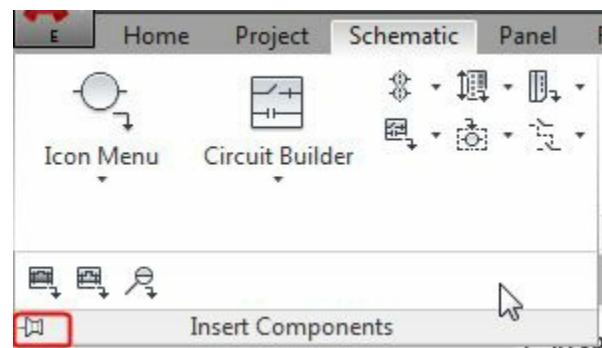 E Home Project Schematic Panel
Icon Menu Circuit Builder
Insert Components